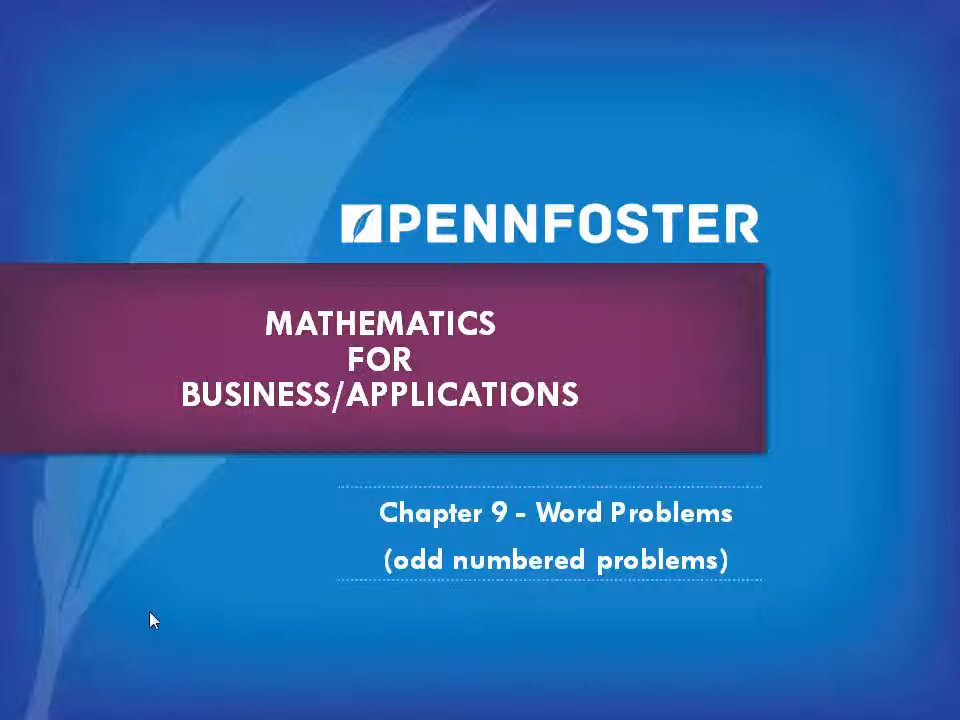 PENNFOSTER
MATHEMATICS
FOR
BUSINESS/APPLICATIONS
Chapter 9 - Word Problems
(odd numbered problems)